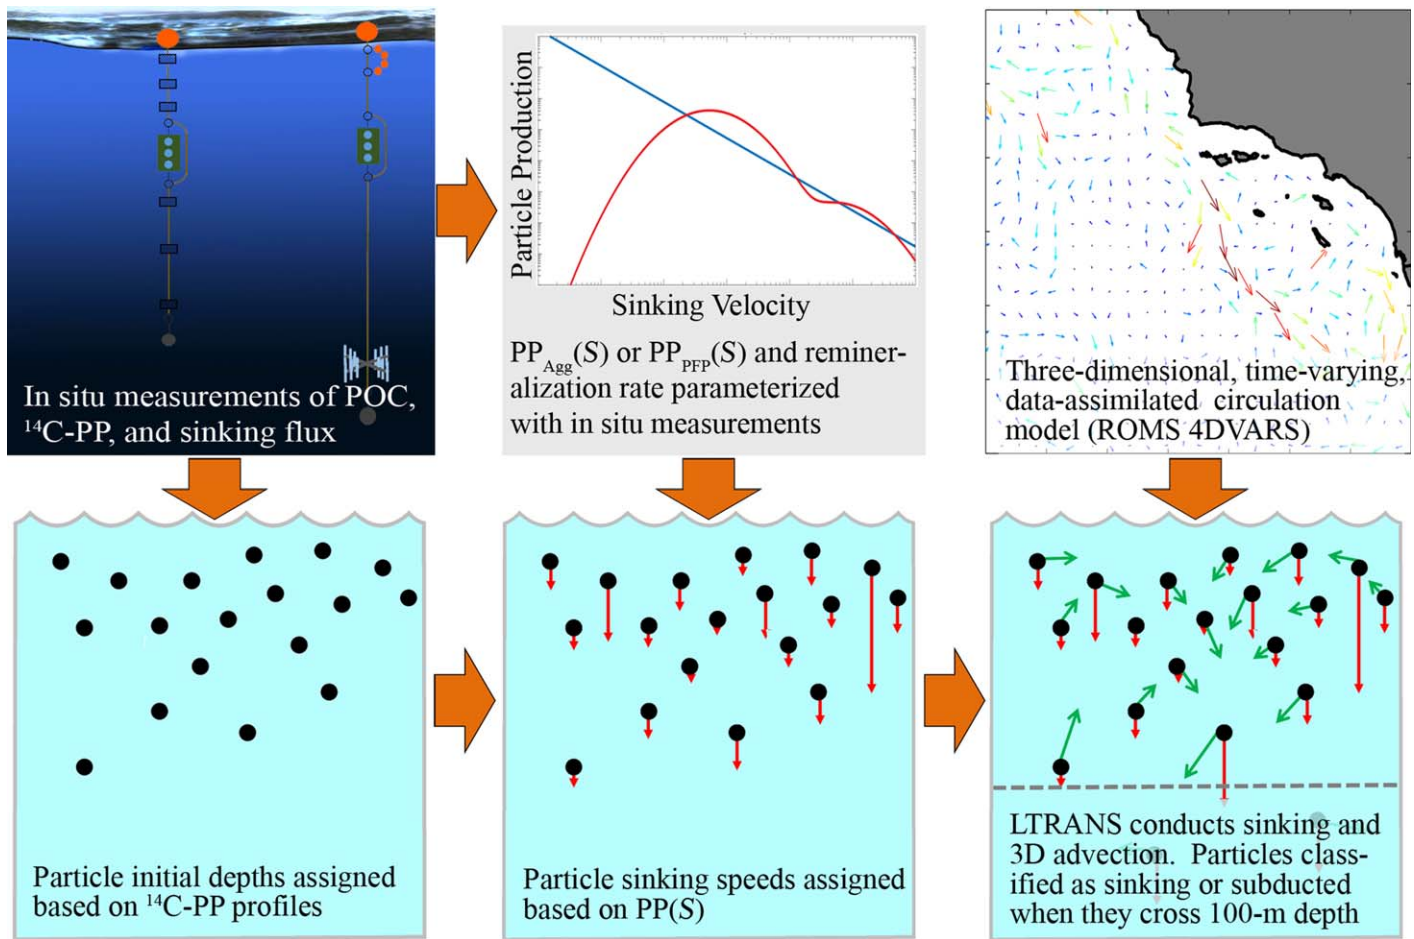 In situ measurements of POC,
¹⁴C-PP, and sinking flux
Particle Production
Sinking Velocity
PP_Agg(S) or PP_PFP(S) and reminer-
alization rate parameterized
with in situ measurements
Three-dimensional, time-varying,
data-assimilated circulation
model (ROMS 4DVARS)
Particle initial depths assigned
based on ¹⁴C-PP profiles
Particle sinking speeds assigned
based on PP(S)
LTRANS conducts sinking and
3D advection. Particles class-
ified as sinking or subducted
when they cross 100-m depth